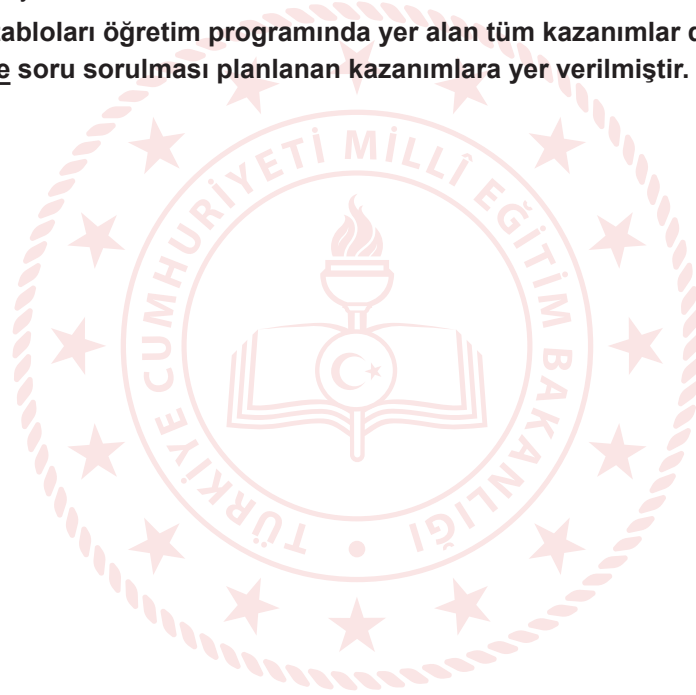 tabloları öğretim programında yer alan tüm kazanımlar
soru sorulması planlanan kazanımlara yer verilmiştir.
TÜRKİYE CUMHURİYETİ MİLLÎ EĞİTİM BAKANLIĞI